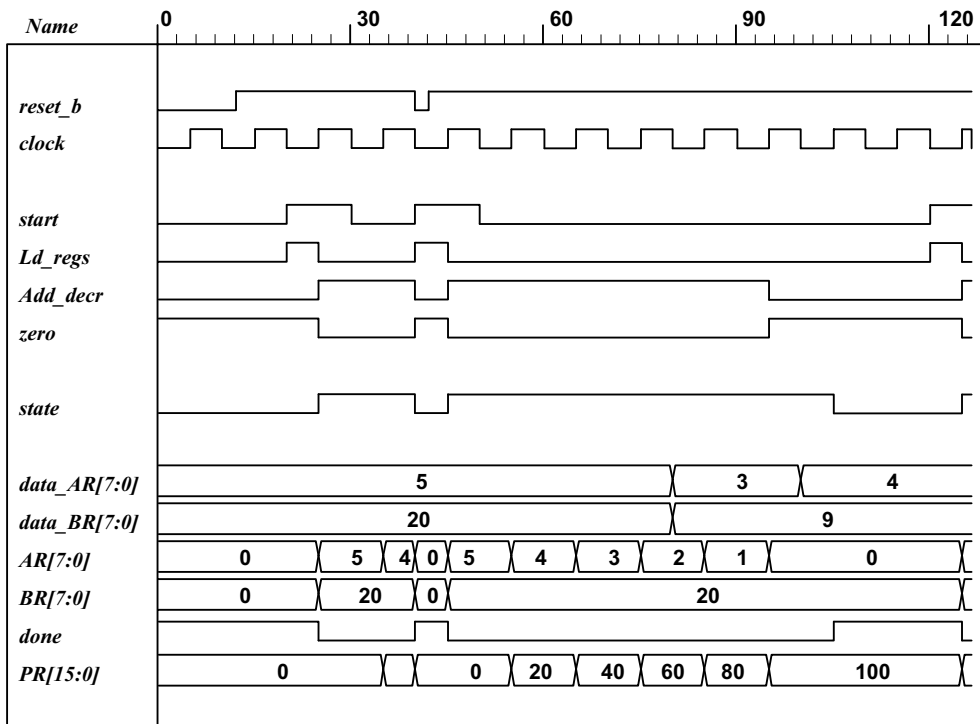 Name 0 30 60 90 120
reset_b
clock
start
Ld_regs
Add_decr
zero
state
data_AR[7:0] 5 3 4
data_BR[7:0] 20 9
AR[7:0] 0 5 4 0 5 4 3 2 1 0
BR[7:0] 0 20 0 20
done
PR[15:0] 0 0 20 40 60 80 100